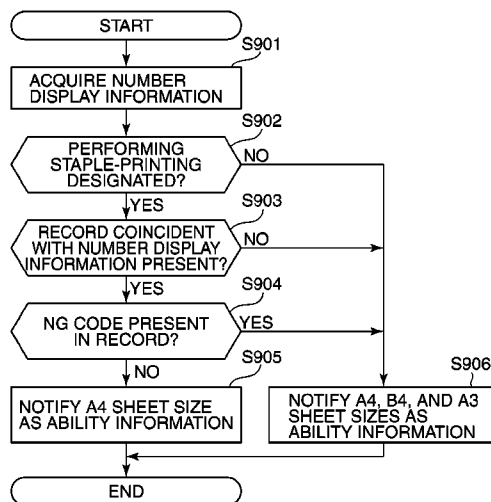 START
S901
ACQUIRE NUMBER
DISPLAY INFORMATION
S902
PERFORMING
STAPLE-PRINTING
DESIGNATED?
NO
YES
S903
RECORD COINCIDENT
WITH NUMBER DISPLAY
INFORMATION PRESENT?
NO
YES
S904
NG CODE PRESENT
IN RECORD?
YES
NO
S905
NOTIFY A4 SHEET SIZE
AS ABILITY INFORMATION
S906
NOTIFY A4, B4, AND A3
SHEET SIZES AS
ABILITY INFORMATION
END